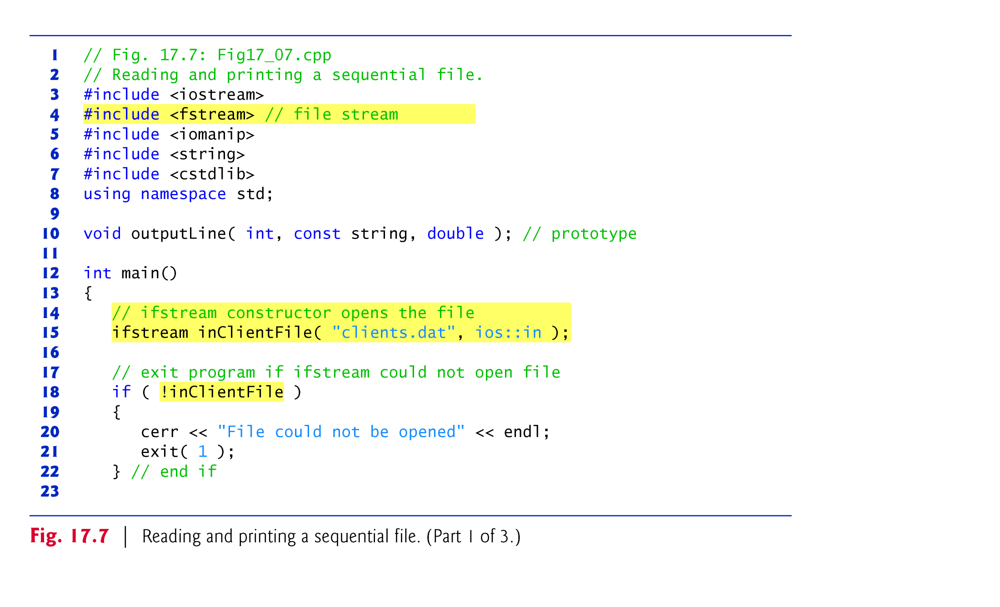 1 // Fig. 17.7: Fig17_07.cpp
2 // Reading and printing a sequential file.
3 #include <iostream>
4 #include <fstream> // file stream
5 #include <iomanip>
6 #include <string>
7 #include <cstdlib>
8 using namespace std;
9
10 void outputLine( int, const string, double ); // prototype
11
12 int main()
13 {
14    // ifstream constructor opens the file
15    ifstream inClientFile( "clients.dat", ios::in );
16
17    // exit program if ifstream could not open file
18    if ( !inClientFile )
19    {
20       cerr << "File could not be opened" << endl;
21       exit( 1 );
22    } // end if
23
Fig. 17.7 | Reading and printing a sequential file. (Part 1 of 3.)